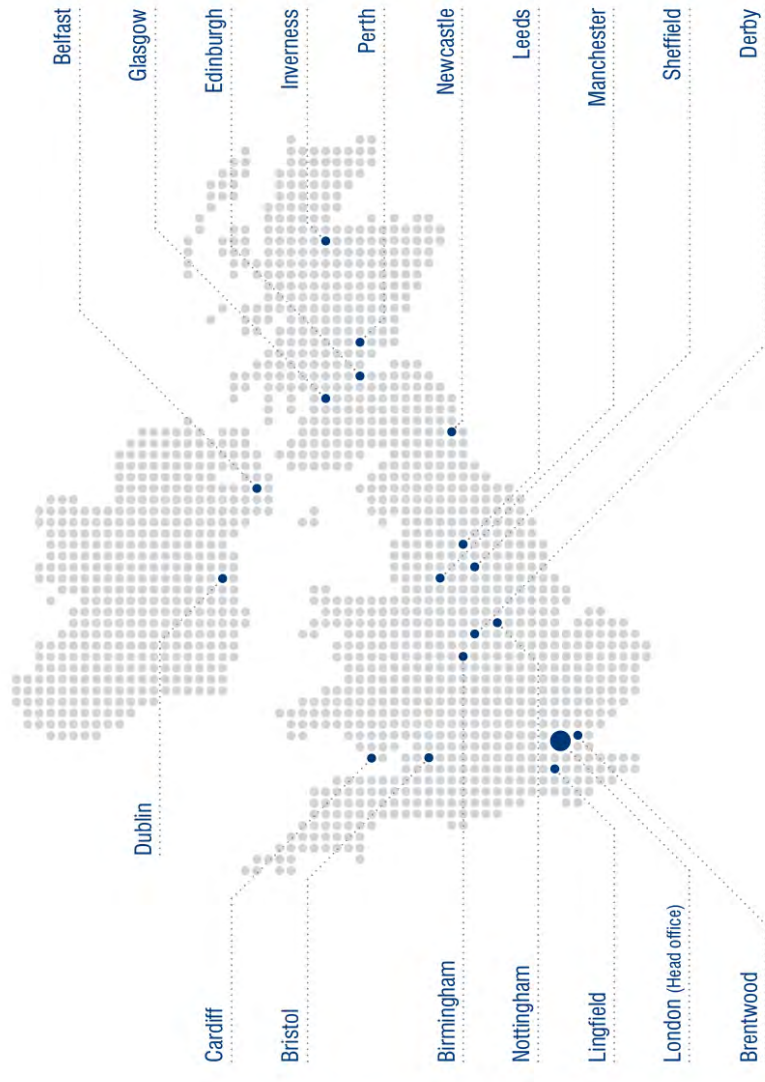 Belfast
Glasgow
Edinburgh
Inverness
Perth
Newcastle
Leeds
Manchester
Sheffield
Derby
Dublin
Cardiff
Bristol
Birmingham
Nottingham
Lingfield
London (Head office)
Brentwood